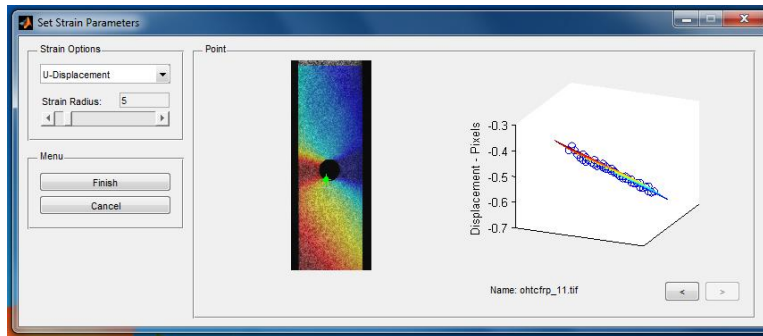 Set Strain Parameters
Strain Options
U-Displacement
Strain Radius: 5
Menu
Finish
Cancel
Point
Displacement - Pixels
-0.3
-0.4
-0.5
-0.6
-0.7
Name: ohtcfrp_11.tif
< >